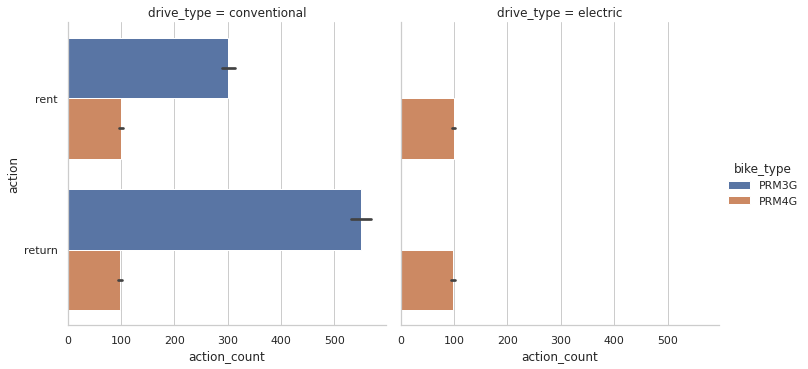 drive_type = conventional
drive_type = electric
action
rent
return
0 100 200 300 400 500
action_count
0 100 200 300 400 500
action_count
bike_type
PRM3G
PRM4G